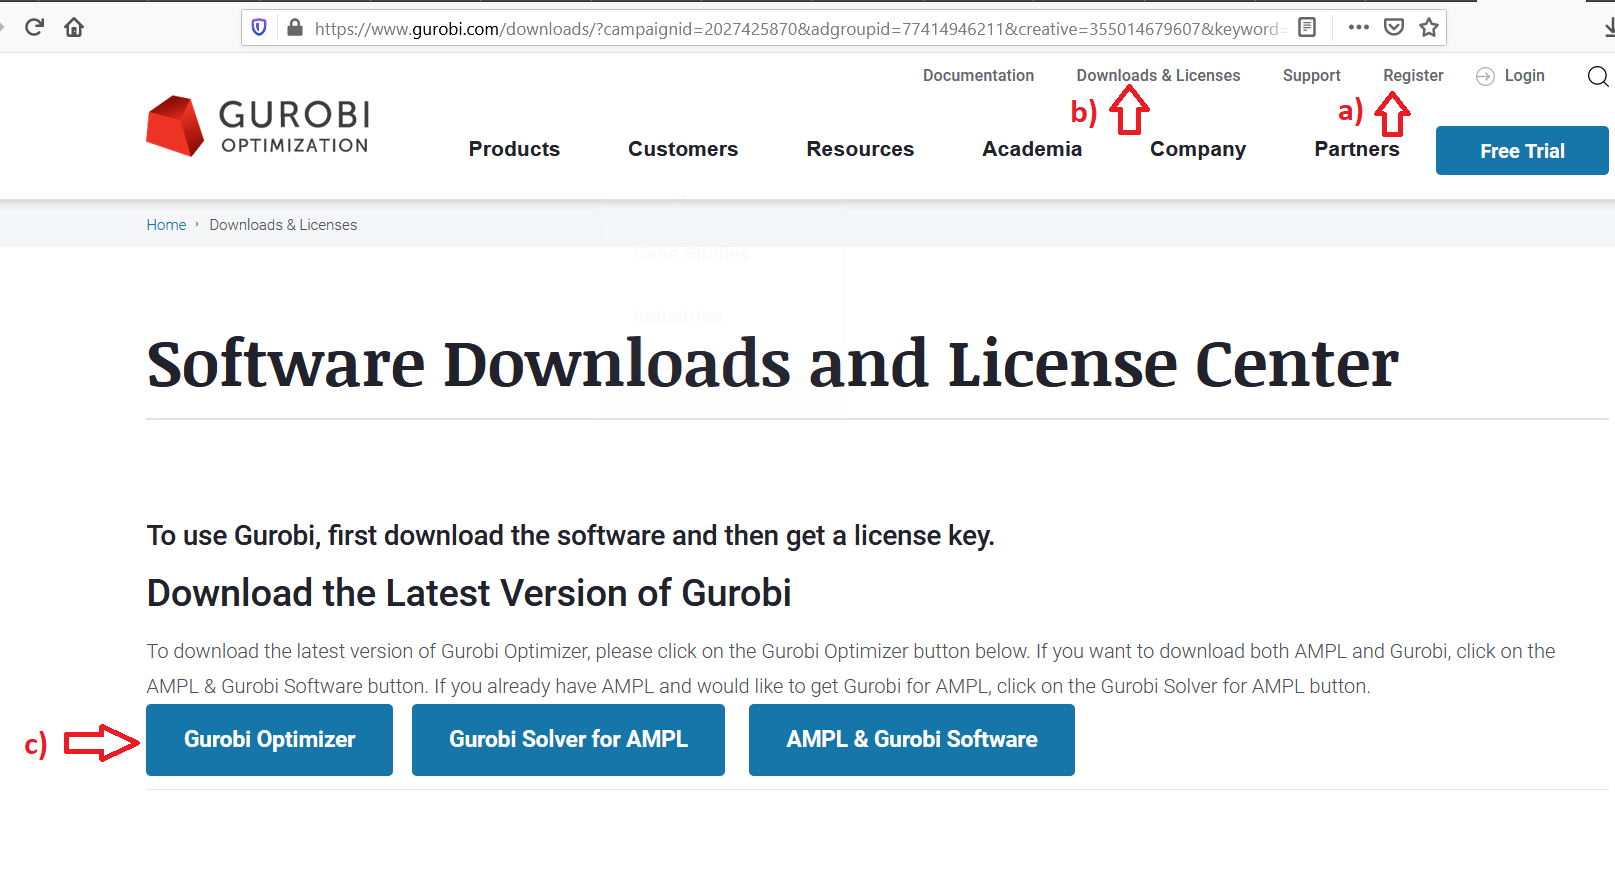 https://www.gurobi.com/downloads/?campaignid=2027425870&adgroupid=77414946211&creative=355014679607&keyword=
Documentation Downloads & Licenses Support Register Login
b) a)
GUROBI
OPTIMIZATION
Products Customers Resources Academia Company Partners Free Trial
Home Downloads & Licenses
Case Studies
Industries
Software Downloads and License Center
To use Gurobi, first download the software and then get a license key.
Download the Latest Version of Gurobi
To download the latest version of Gurobi Optimizer, please click on the Gurobi Optimizer button below. If you want to download both AMPL and Gurobi, click on the
AMPL & Gurobi Software button. If you already have AMPL and would like to get Gurobi for AMPL, click on the Gurobi Solver for AMPL button.
c) Gurobi Optimizer Gurobi Solver for AMPL AMPL & Gurobi Software